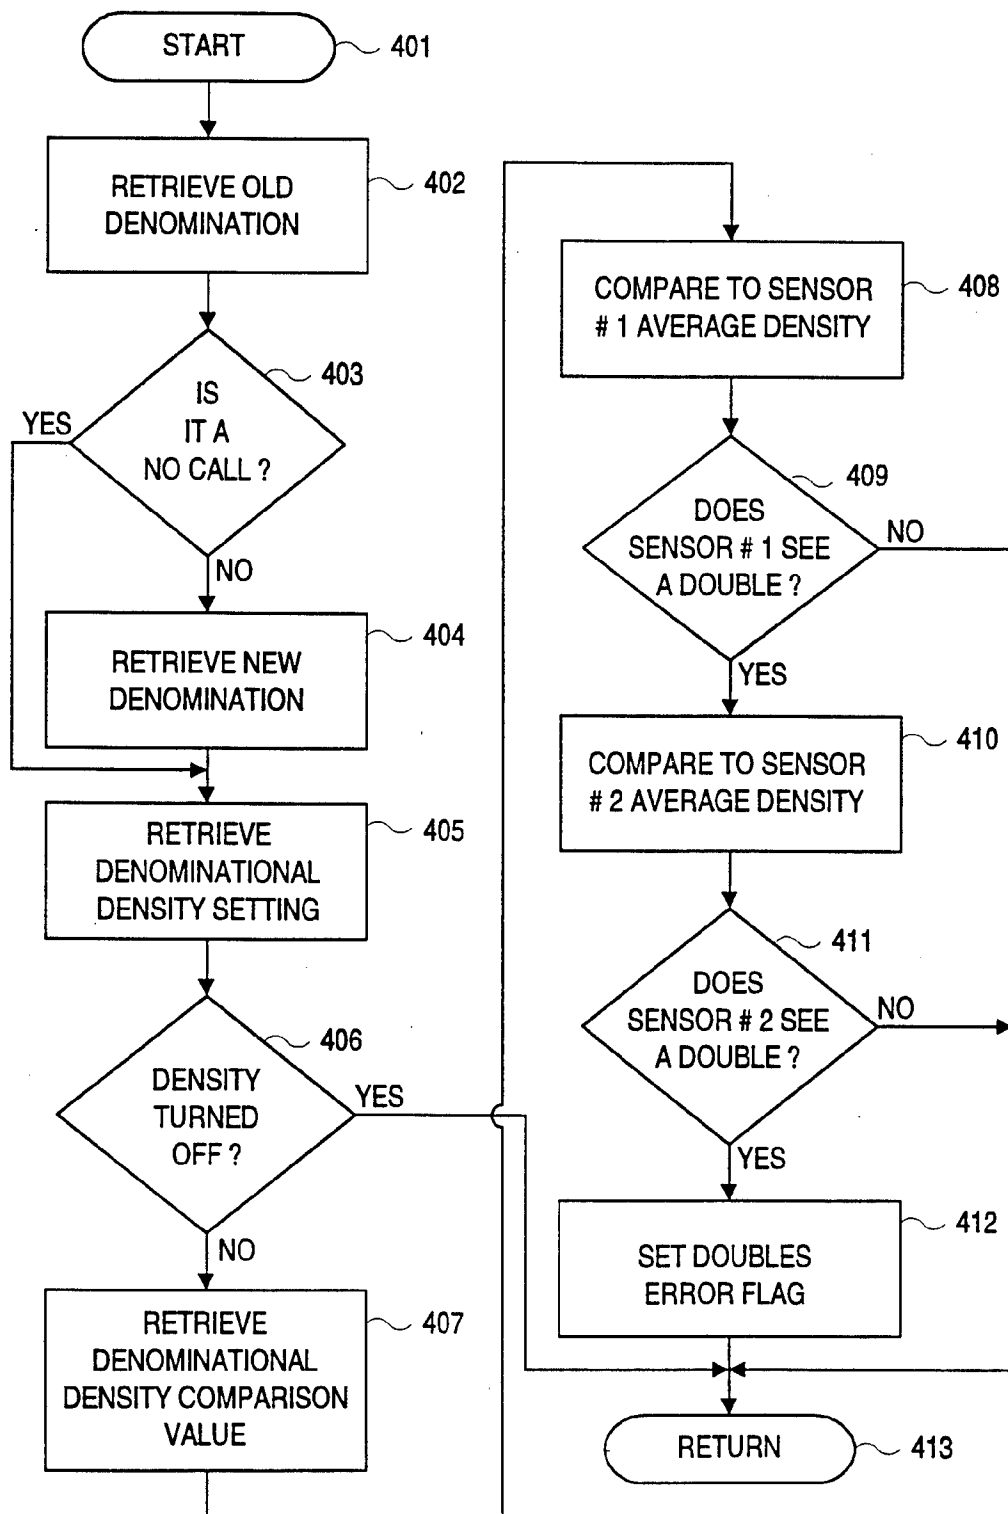 START
401
RETRIEVE OLD
DENOMINATION
402
IS
IT A
NO CALL ?
403
YES
NO
RETRIEVE NEW
DENOMINATION
404
RETRIEVE
DENOMINATIONAL
DENSITY SETTING
405
DENSITY
TURNED
OFF ?
406
YES
NO
RETRIEVE
DENOMINATIONAL
DENSITY COMPARISON
VALUE
407
COMPARE TO SENSOR
# 1 AVERAGE DENSITY
408
DOES
SENSOR # 1 SEE
A DOUBLE ?
409
NO
YES
COMPARE TO SENSOR
# 2 AVERAGE DENSITY
410
DOES
SENSOR # 2 SEE
A DOUBLE ?
411
NO
YES
SET DOUBLES
ERROR FLAG
412
RETURN
413